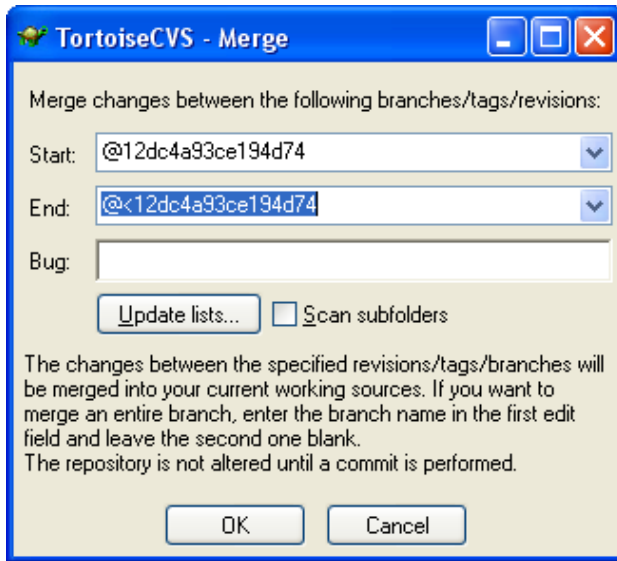 TortoiseCVS - Merge
Merge changes between the following branches/tags/revisions:
Start: @12dc4a93ce194d74
End: @<12dc4a93ce194d74
Bug:
Update lists... Scan subfolders
The changes between the specified revisions/tags/branches will
be merged into your current working sources. If you want to
merge an entire branch, enter the branch name in the first edit
field and leave the second one blank.
The repository is not altered until a commit is performed.
OK Cancel